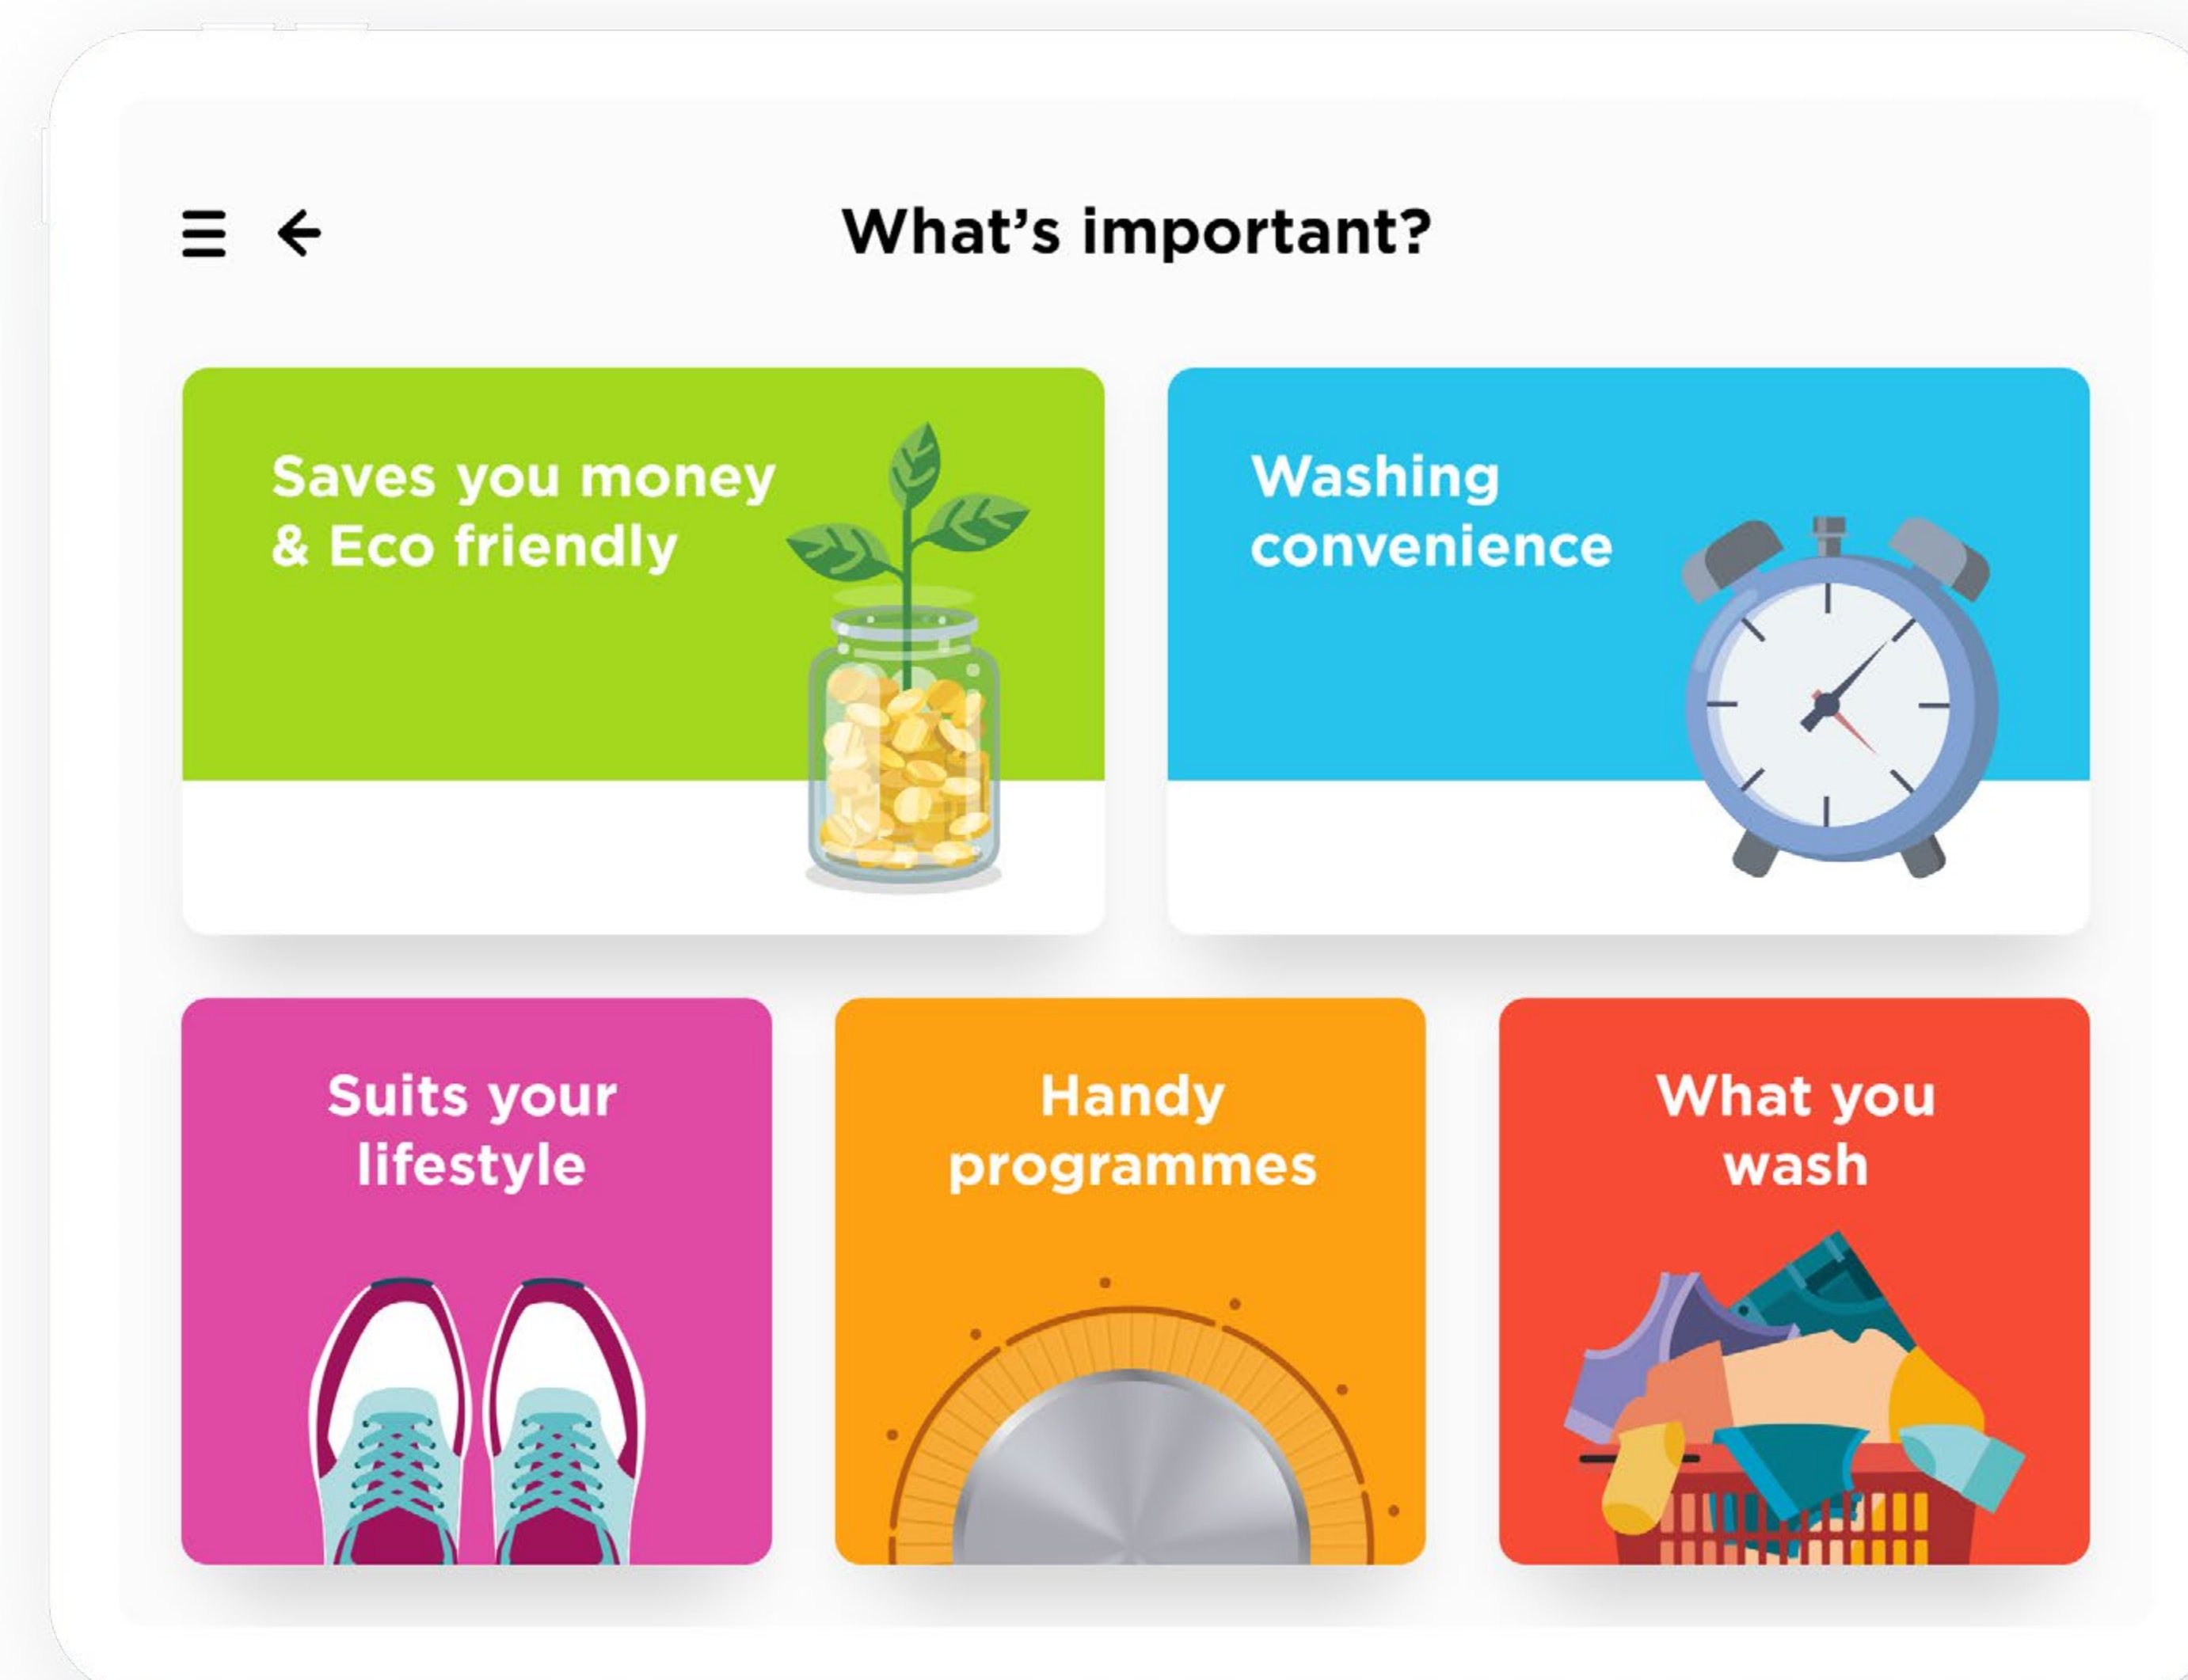 What's important?
Saves you money
& Eco friendly
Washing
convenience
Suits your
lifestyle
Handy
programmes
What you
wash